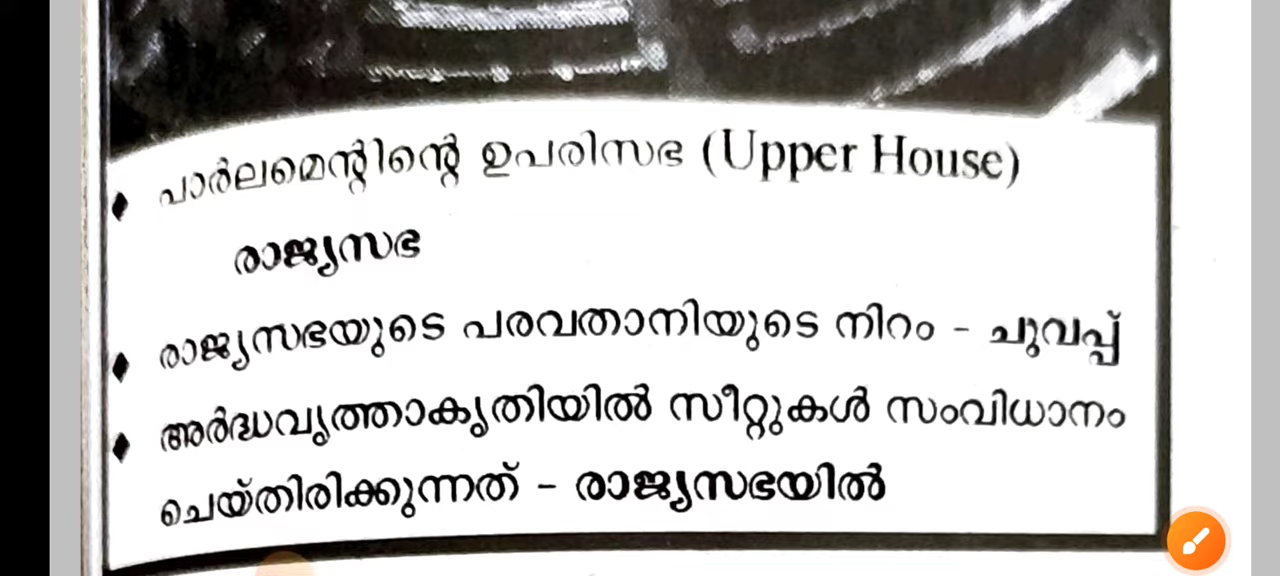 ♦ പാർലമെന്റിന്റെ ഉപരിസഭ (Upper House)
രാജ്യസഭ
♦ രാജ്യസഭയുടെ പരവതാനിയുടെ നിറം - ചുവപ്പ്
♦ അർദ്ധവൃത്താകൃതിയിൽ സീറ്റുകൾ സംവിധാനം
ചെയ്തിരിക്കുന്നത് - രാജ്യസഭയിൽ